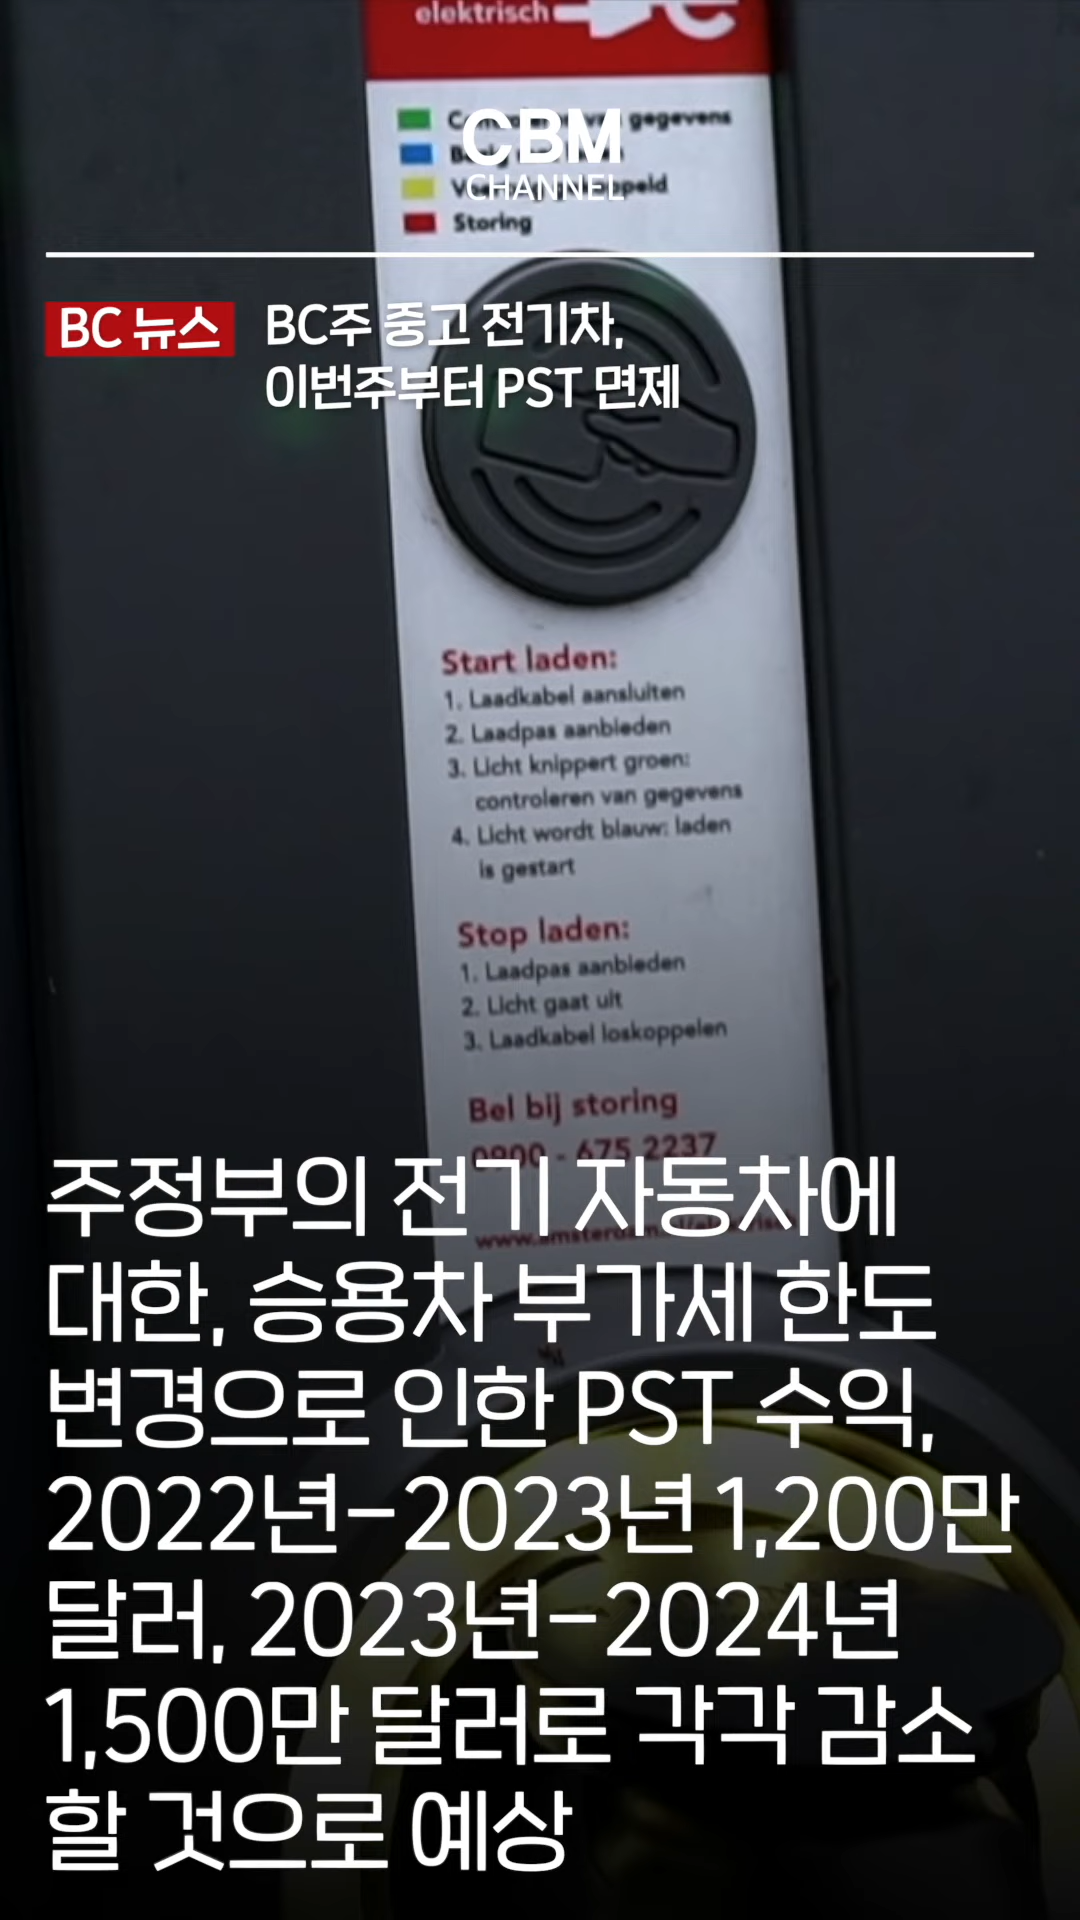 elektrisch
CBM
CHANNEL
gegevens
Storing
BC 뉴스
BC주 중고 전기차,
이번주부터 PST 면제
Start laden:
1. Laadkabel aansluiten
2. Laadpas aanbieden
3. Licht knippert groen:
controleren van gegevens
4. Licht wordt blauw: laden
is gestart
Stop laden:
1. Laadpas aanbieden
2. Licht gaat uit
3. Laadkabel loskoppelen
Bel bij storing
0900 - 675 2237
주정부의 전기 자동차에
대한, 승용차 부가세 한도
변경으로 인한 PST 수익,
2022년-2023년 1,200만
달러, 2023년-2024년
1,500만 달러로 각각 감소
할 것으로 예상